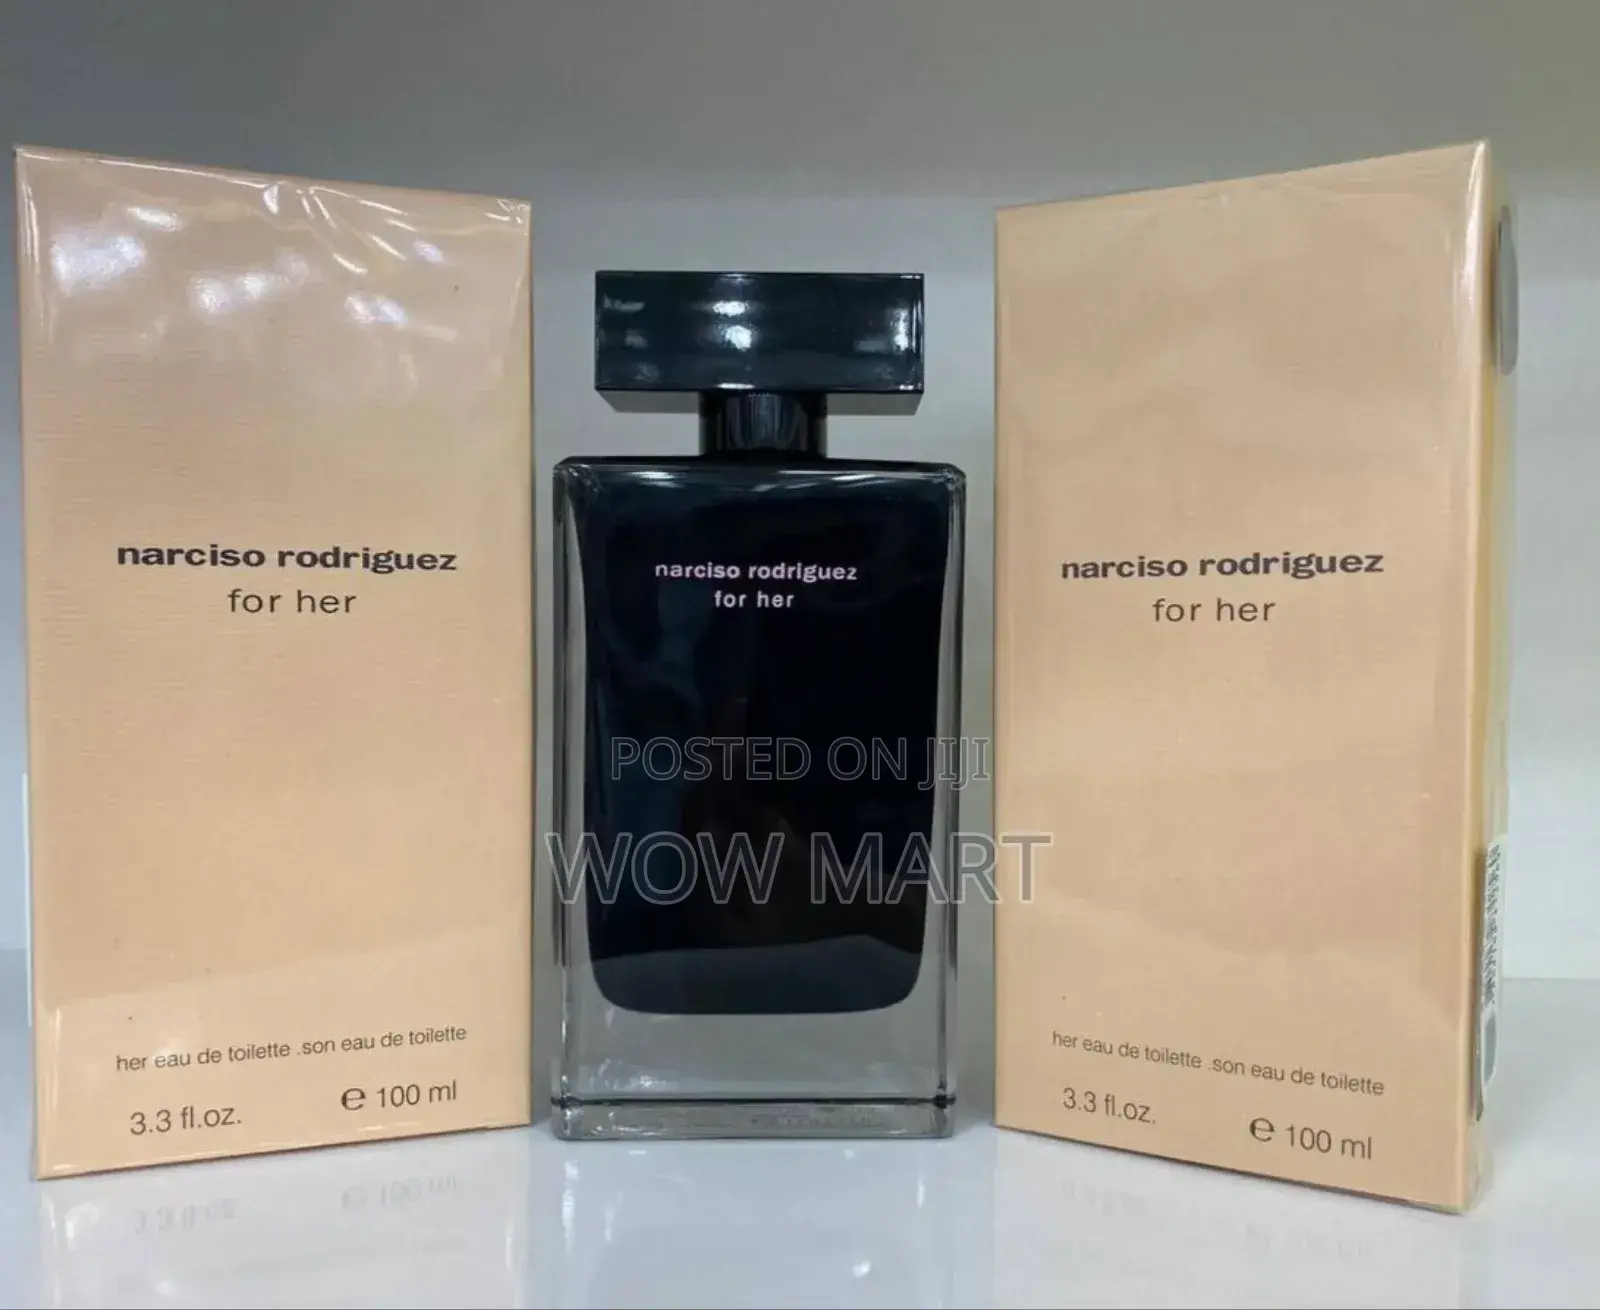 narciso rodriguez
for her
her eau de toilette .son eau de toilette
3.3 fl.oz.
℮ 100 ml
narciso rodriguez
for her
POSTED ON JIJI
WOW MART
narciso rodriguez
for her
her eau de toilette .son eau de toilette
3.3 fl.oz.
℮ 100 ml